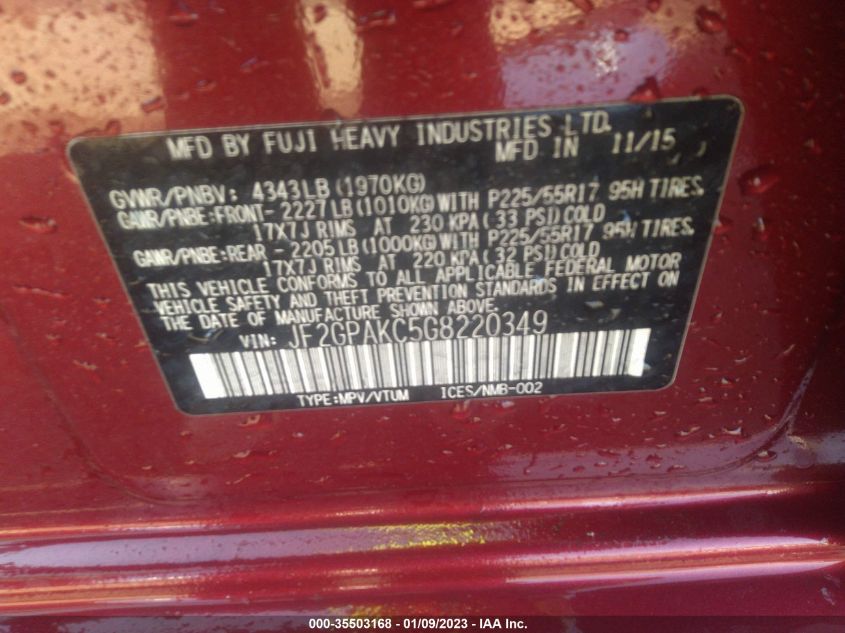 MFD BY FUJI HEAVY INDUSTRIES LTD.
MFD IN 11/15
GVWR/PNBV: 4343LB(1970KG)
GAWR/PNBE:FRONT-2227LB(1010KG)WITH P225/55R17 95H TIRES
17X7J RIMS AT 230 KPA(33 PSI)COLD
GAWR/PNBE:REAR -2205LB(1000KG)WITH P225/55R17 95H TIRES
17X7J RIMS AT 220 KPA(32 PSI)COLD
THIS VEHICLE CONFORMS TO ALL APPLICABLE FEDERAL MOTOR
VEHICLE SAFETY AND THEFT PREVENTION STANDARDS IN EFFECT ON
THE DATE OF MANUFACTURE SHOWN ABOVE.
VIN: JF2GPAKC5G8220349
TYPE:MPV/VTUM ICES/NMB-002
000-35503168 - 01/09/2023 - IAA Inc.